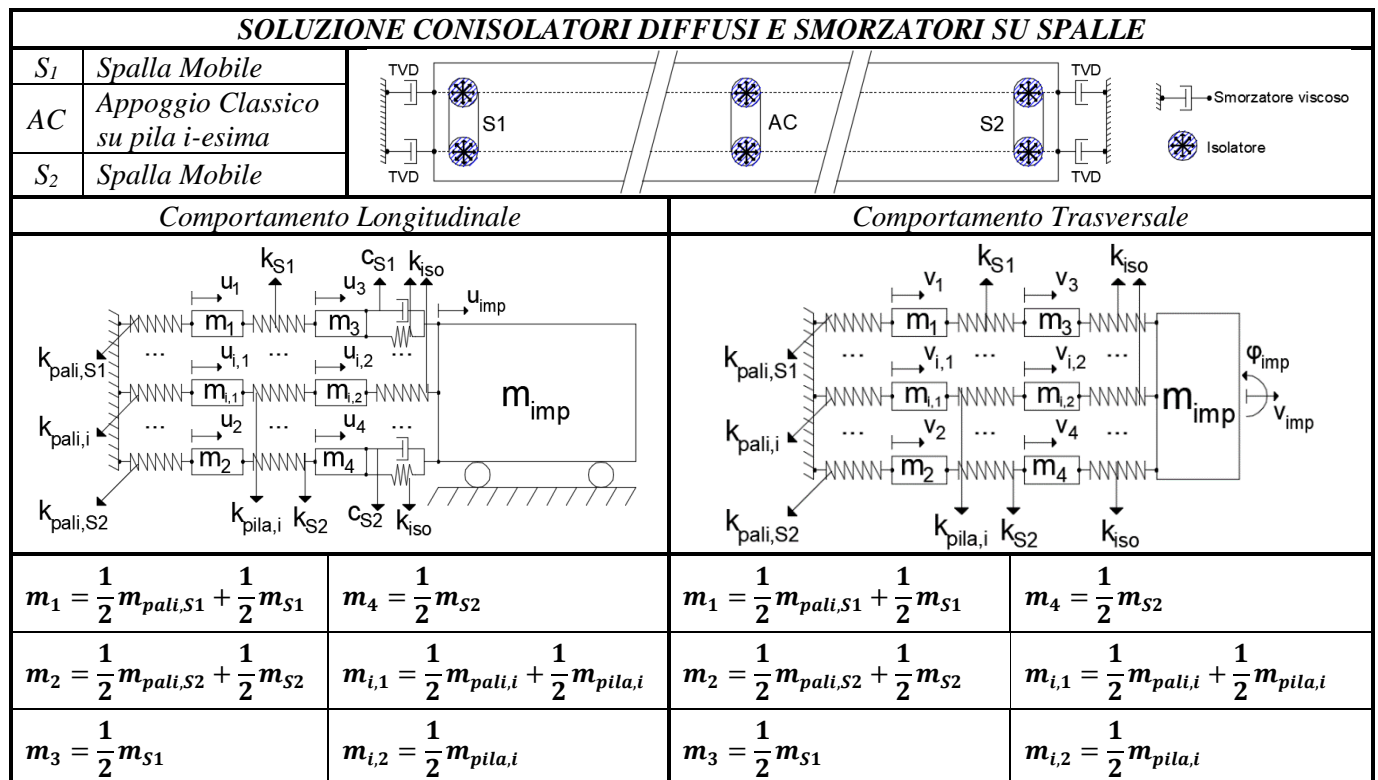 SOLUZIONE CONISOLATORI DIFFUSI E SMORZATORI SU SPALLE
S1 Spalla Mobile
AC Appoggio Classico
su pila i-esima
S2 Spalla Mobile
TVD TVD
S1 AC S2
TVD TVD
Smorzatore viscoso
Isolatore
Comportamento Longitudinale
Comportamento Trasversale
kS1 cS1 kiso
u1 u3 uimp
m1 m3
kpali,S1 ... ui,1 ... ui,2 ...
mi,1 mi,2 mimp
kpali,i ... u2 ... u4 ...
m2 m4
kpali,S2 kpila,i kS2 cS2 kiso
kS1 kiso
v1 v3
m1 m3
kpali,S1 ... vi,1 ... vi,2 ... φimp
mi,1 mi,2 mimp vimp
kpali,i ... v2 ... v4 ...
m2 m4
kpali,S2 kpila,i kS2 kiso
m1 = 1/2 mpali,S1 + 1/2 mS1 m4 = 1/2 mS2 m1 = 1/2 mpali,S1 + 1/2 mS1 m4 = 1/2 mS2
m2 = 1/2 mpali,S2 + 1/2 mS2 mi,1 = 1/2 mpali,i + 1/2 mpila,i m2 = 1/2 mpali,S2 + 1/2 mS2 mi,1 = 1/2 mpali,i + 1/2 mpila,i
m3 = 1/2 mS1 mi,2 = 1/2 mpila,i m3 = 1/2 mS1 mi,2 = 1/2 mpila,i